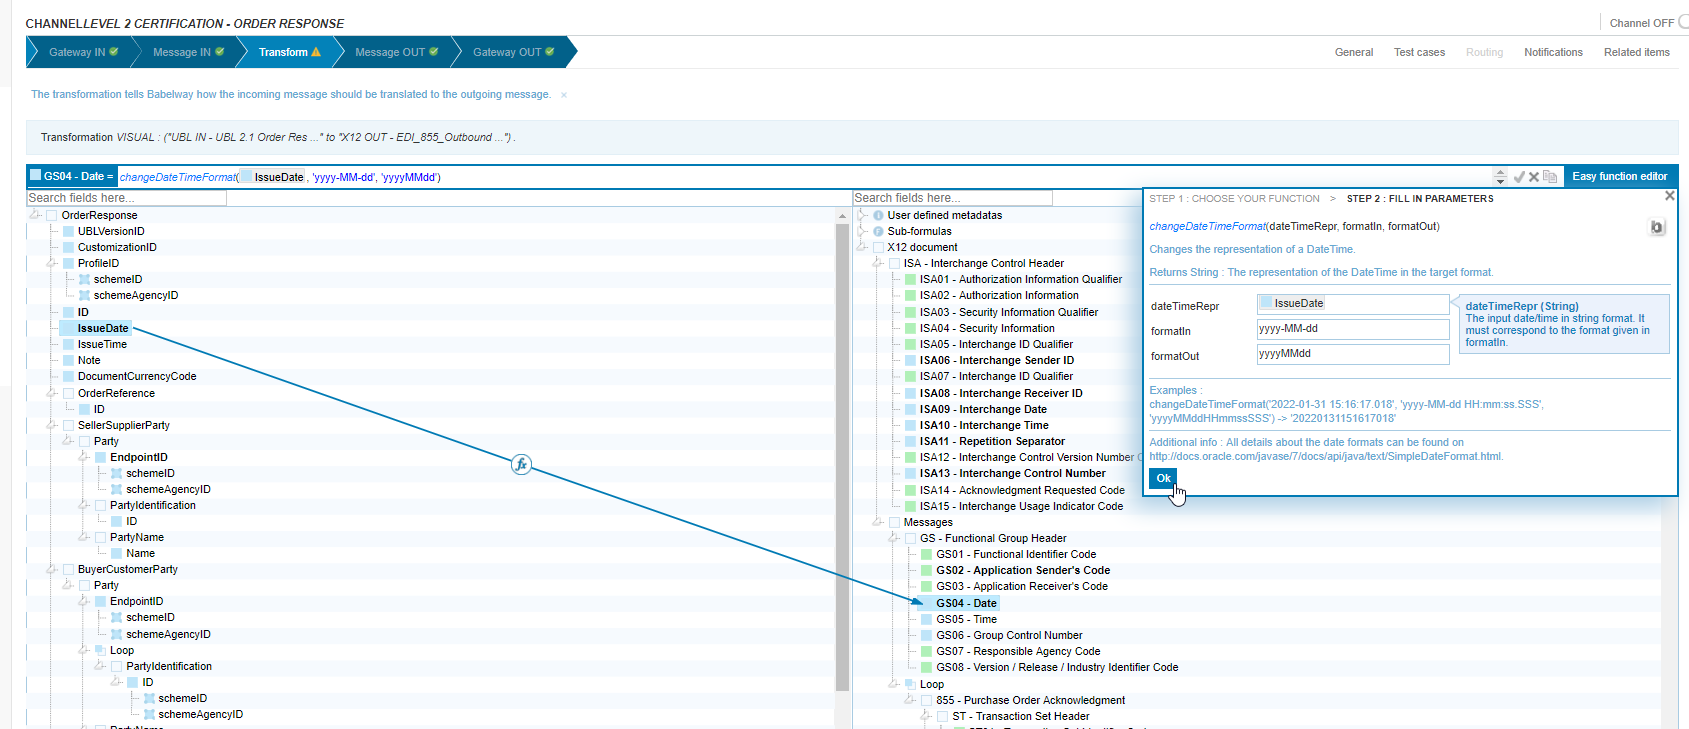 CHANNEL LEVEL 2 CERTIFICATION - ORDER RESPONSE
Channel OFF
Gateway IN
Message IN
Transform
Message OUT
Gateway OUT
General
Test cases
Routing
Notifications
Related items
The transformation tells Babelway how the incoming message should be translated to the outgoing message. ×
Transformation VISUAL : ("UBL IN - UBL 2.1 Order Res ..." to "X12 OUT - EDI_855_Outbound ...") .
GS04 - Date = changeDateTimeFormat( IssueDate , 'yyyy-MM-dd', 'yyyyMMdd')
Easy function editor
Search fields here...
OrderResponse
UBLVersionID
CustomizationID
ProfileID
schemeID
schemeAgencyID
ID
IssueDate
IssueTime
Note
DocumentCurrencyCode
OrderReference
ID
SellerSupplierParty
Party
EndpointID
schemeID
schemeAgencyID
PartyIdentification
ID
PartyName
Name
BuyerCustomerParty
Party
EndpointID
schemeID
schemeAgencyID
Loop
PartyIdentification
ID
schemeID
schemeAgencyID
PartyName
fx
Search fields here...
User defined metadatas
Sub-formulas
X12 document
ISA - Interchange Control Header
ISA01 - Authorization Information Qualifier
ISA02 - Authorization Information
ISA03 - Security Information Qualifier
ISA04 - Security Information
ISA05 - Interchange ID Qualifier
ISA06 - Interchange Sender ID
ISA07 - Interchange ID Qualifier
ISA08 - Interchange Receiver ID
ISA09 - Interchange Date
ISA10 - Interchange Time
ISA11 - Repetition Separator
ISA12 - Interchange Control Version Number
ISA13 - Interchange Control Number
ISA14 - Acknowledgment Requested Code
ISA15 - Interchange Usage Indicator Code
Messages
GS - Functional Group Header
GS01 - Functional Identifier Code
GS02 - Application Sender's Code
GS03 - Application Receiver's Code
GS04 - Date
GS05 - Time
GS06 - Group Control Number
GS07 - Responsible Agency Code
GS08 - Version / Release / Industry Identifier Code
Loop
855 - Purchase Order Acknowledgment
ST - Transaction Set Header
STEP 1 : CHOOSE YOUR FUNCTION > STEP 2 : FILL IN PARAMETERS
changeDateTimeFormat(dateTimeRepr, formatIn, formatOut)
Changes the representation of a DateTime.
Returns String : The representation of the DateTime in the target format.
dateTimeRepr IssueDate
formatIn yyyy-MM-dd
formatOut yyyyMMdd
dateTimeRepr (String)
The input date/time in string format. It
must correspond to the format given in
formatIn.
Examples :
changeDateTimeFormat('2022-01-31 15:16:17.018', 'yyyy-MM-dd HH:mm:ss.SSS',
'yyyyMMddHHmmssSSS') -> '20220131151617018'
Additional info : All details about the date formats can be found on
http://docs.oracle.com/javase/7/docs/api/java/text/SimpleDateFormat.html.
Ok